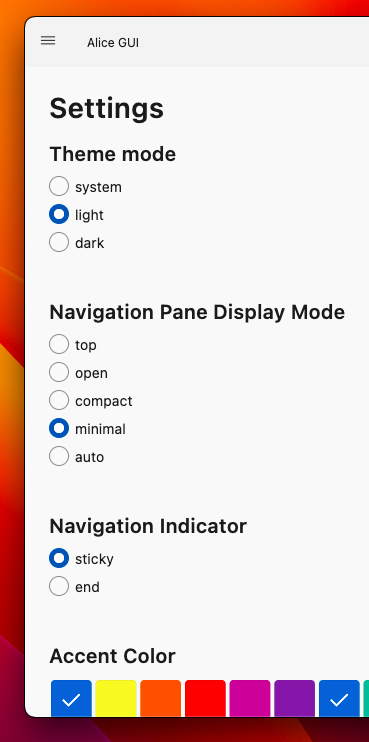 Alice GUI
Settings
Theme mode
system
light
dark
Navigation Pane Display Mode
top
open
compact
minimal
auto
Navigation Indicator
sticky
end
Accent Color